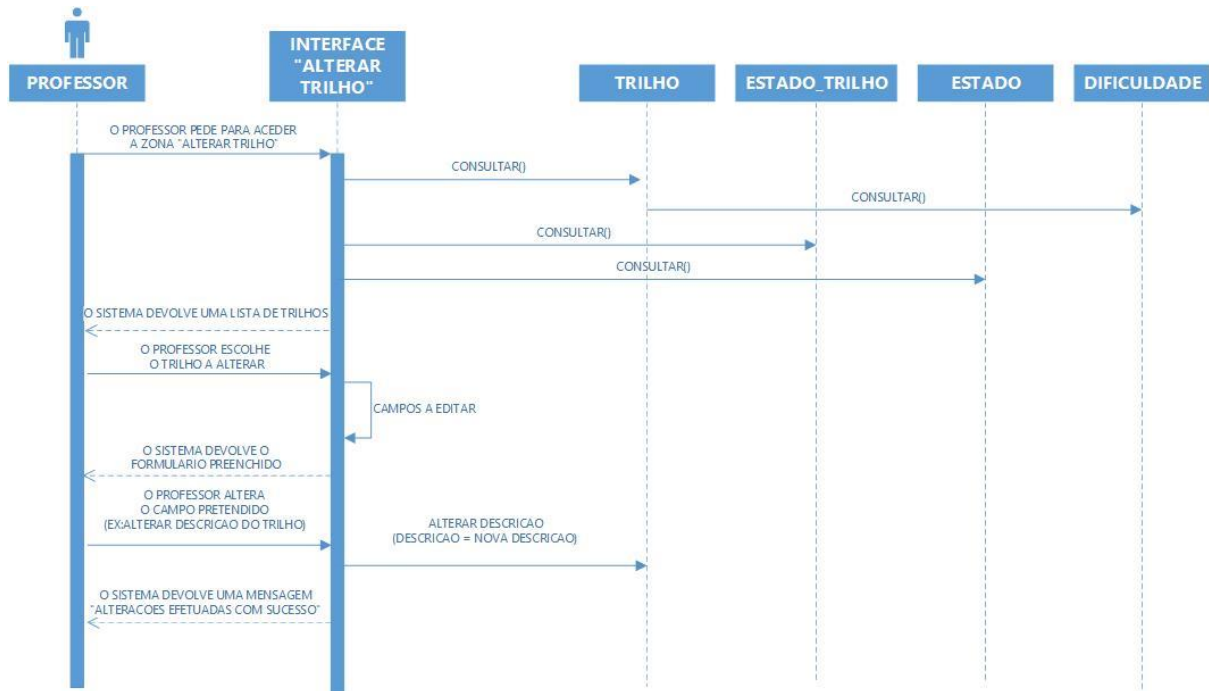 PROFESSOR
INTERFACE
"ALTERAR
TRILHO"
TRILHO
ESTADO_TRILHO
ESTADO
DIFICULDADE
O PROFESSOR PEDE PARA ACEDER
A ZONA "ALTERAR TRILHO"
CONSULTAR()
CONSULTAR()
CONSULTAR()
CONSULTAR()
O SISTEMA DEVOLVE UMA LISTA DE TRILHOS
O PROFESSOR ESCOLHE
O TRILHO A ALTERAR
CAMPOS A EDITAR
O SISTEMA DEVOLVE O
FORMULARIO PREENCHIDO
O PROFESSOR ALTERA
O CAMPO PRETENDIDO
(EX:ALTERAR DESCRICAO DO TRILHO)
ALTERAR DESCRICAO
(DESCRICAO = NOVA DESCRICAO)
O SISTEMA DEVOLVE UMA MENSAGEM
"ALTERACOES EFETUADAS COM SUCESSO"